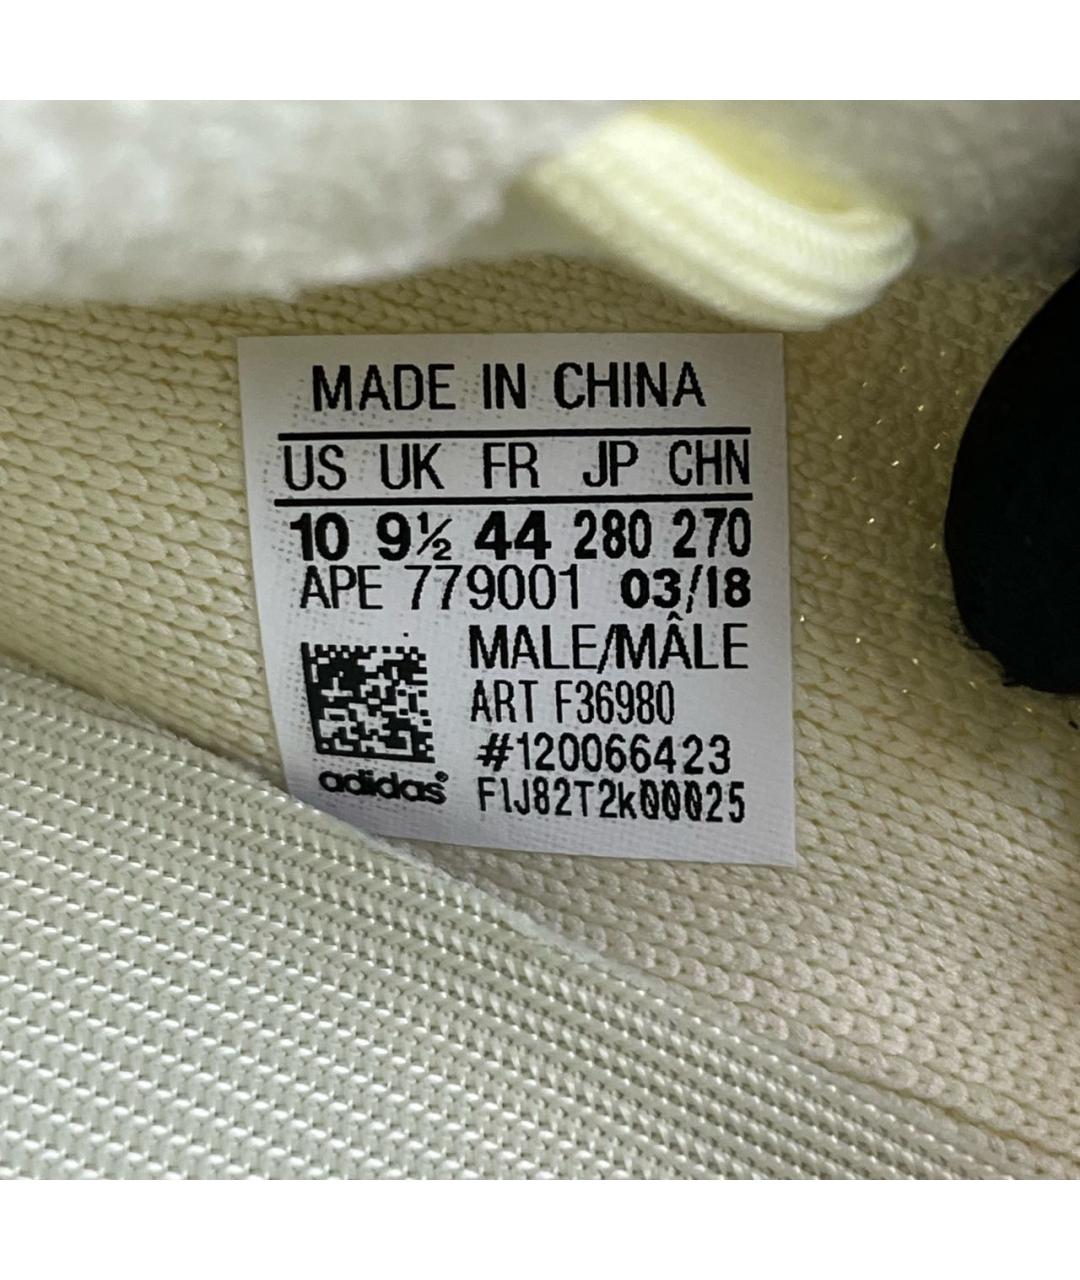 MADE IN CHINA
US UK FR JP CHN
10 9½ 44 280 270
APE 779001 03/18
MALE/MÂLE
ART F36980
#120066423
adidas® F1J82T2k00025